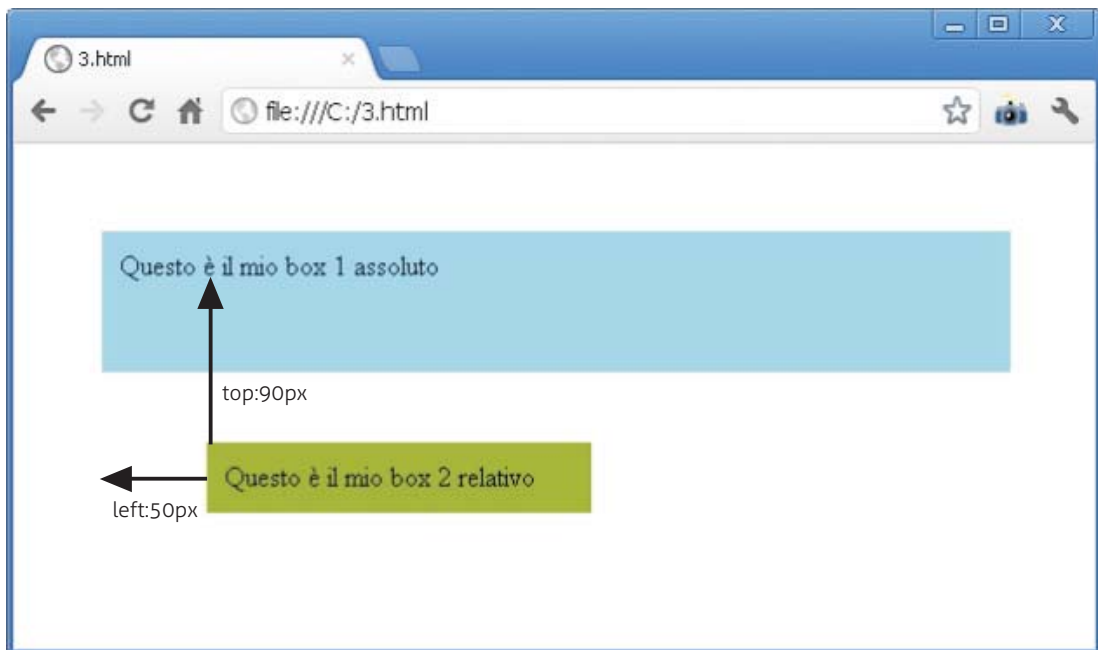 3.html
file:///C:/3.html
Questo è il mio box 1 assoluto
top:90px
Questo è il mio box 2 relativo
left:50px